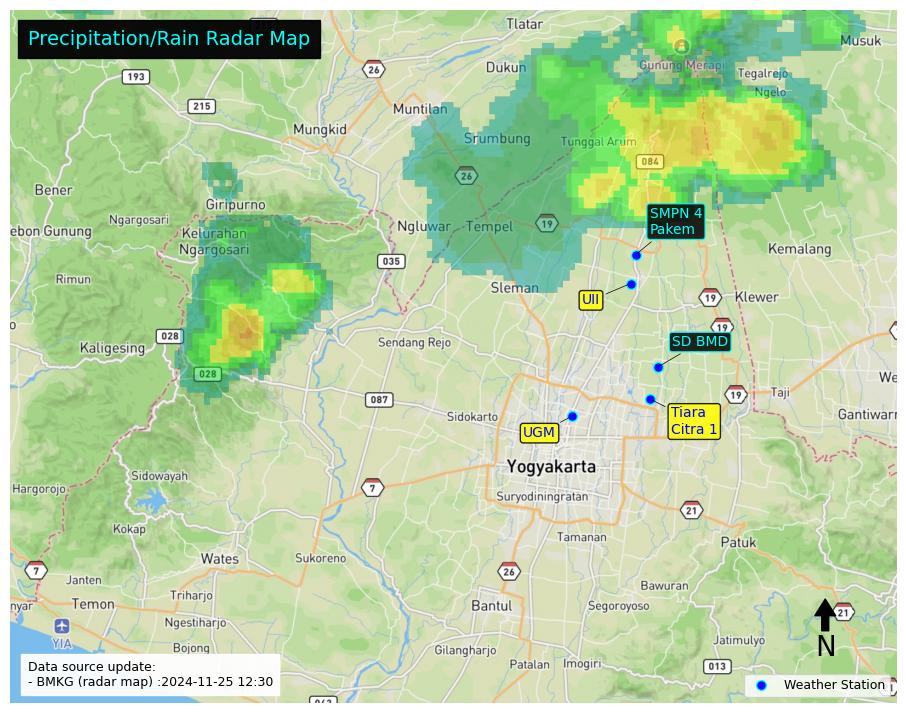 Precipitation/Rain Radar Map
Tlatar
Musuk
26
Dukun
Gunung Merapi
Tegalrejo
193
Ngelo
215
Muntilan
Mungkid
Srumbung
Tunggal Arum
084
26
Bener
Giripurno
Ngargosari
Ngluwar
Tempel
19
SMPN 4
Pakem
ebon Gunung
Kelurahan
Ngargosari
Kemalang
035
Rimun
Sleman
UII
19
Klewer
19
028
Sendang Rejo
SD BMD
Kaligesing
028
We
087
19
Taji
Sidokarto
UGM
Tiara
Citra 1
Gantiwarn
Yogyakarta
Sidowayah
Hargorojo
7
Suryodiningratan
21
Kokap
Tamanan
Patuk
Wates
Sukoreno
7
26
Janten
Bawuran
Triharjo
nyar
Temon
Bantul
Segoroyoso
21
Ngestiharjo
YIA
Jatimulyo
N
Bojong
Gilangharjo
Patalan
Imogiri
013
Data source update:
- BMKG (radar map) :2024-11-25 12:30
Weather Station